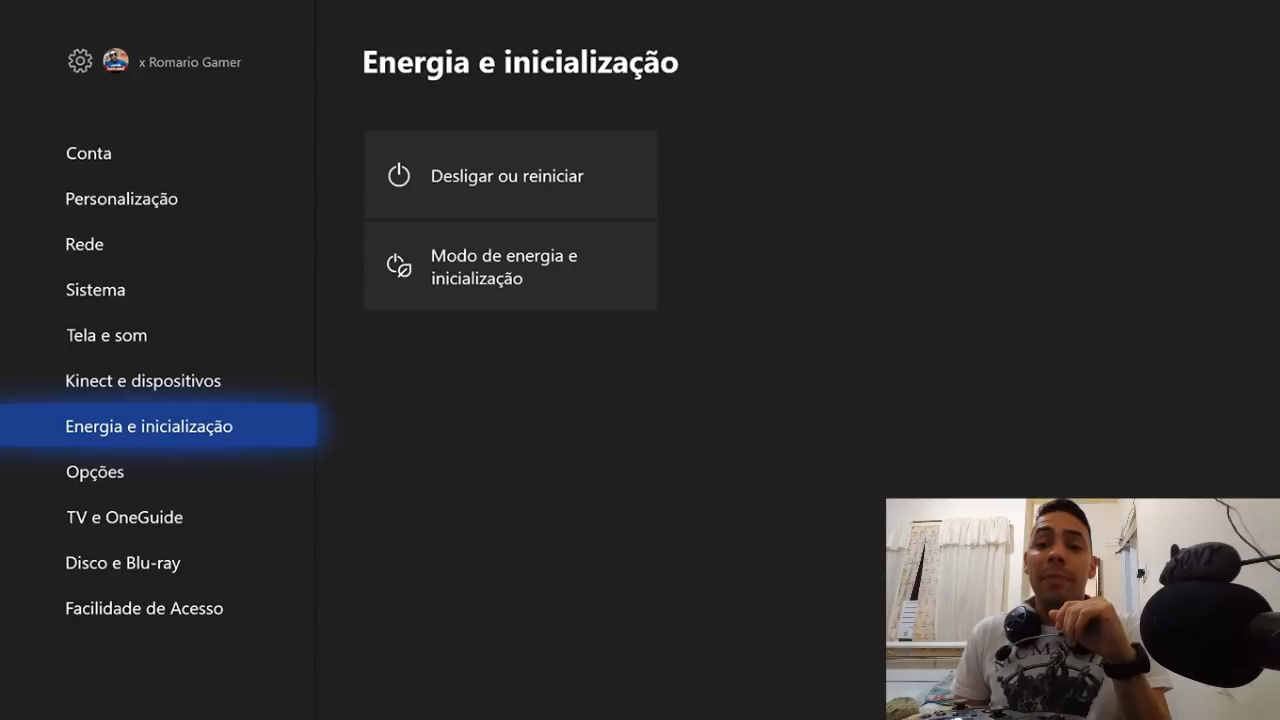 x Romario Gamer
Energia e inicialização
Conta
Personalização
Rede
Sistema
Tela e som
Kinect e dispositivos
Energia e inicialização
Opções
TV e OneGuide
Disco e Blu-ray
Facilidade de Acesso
Desligar ou reiniciar
Modo de energia e
inicialização